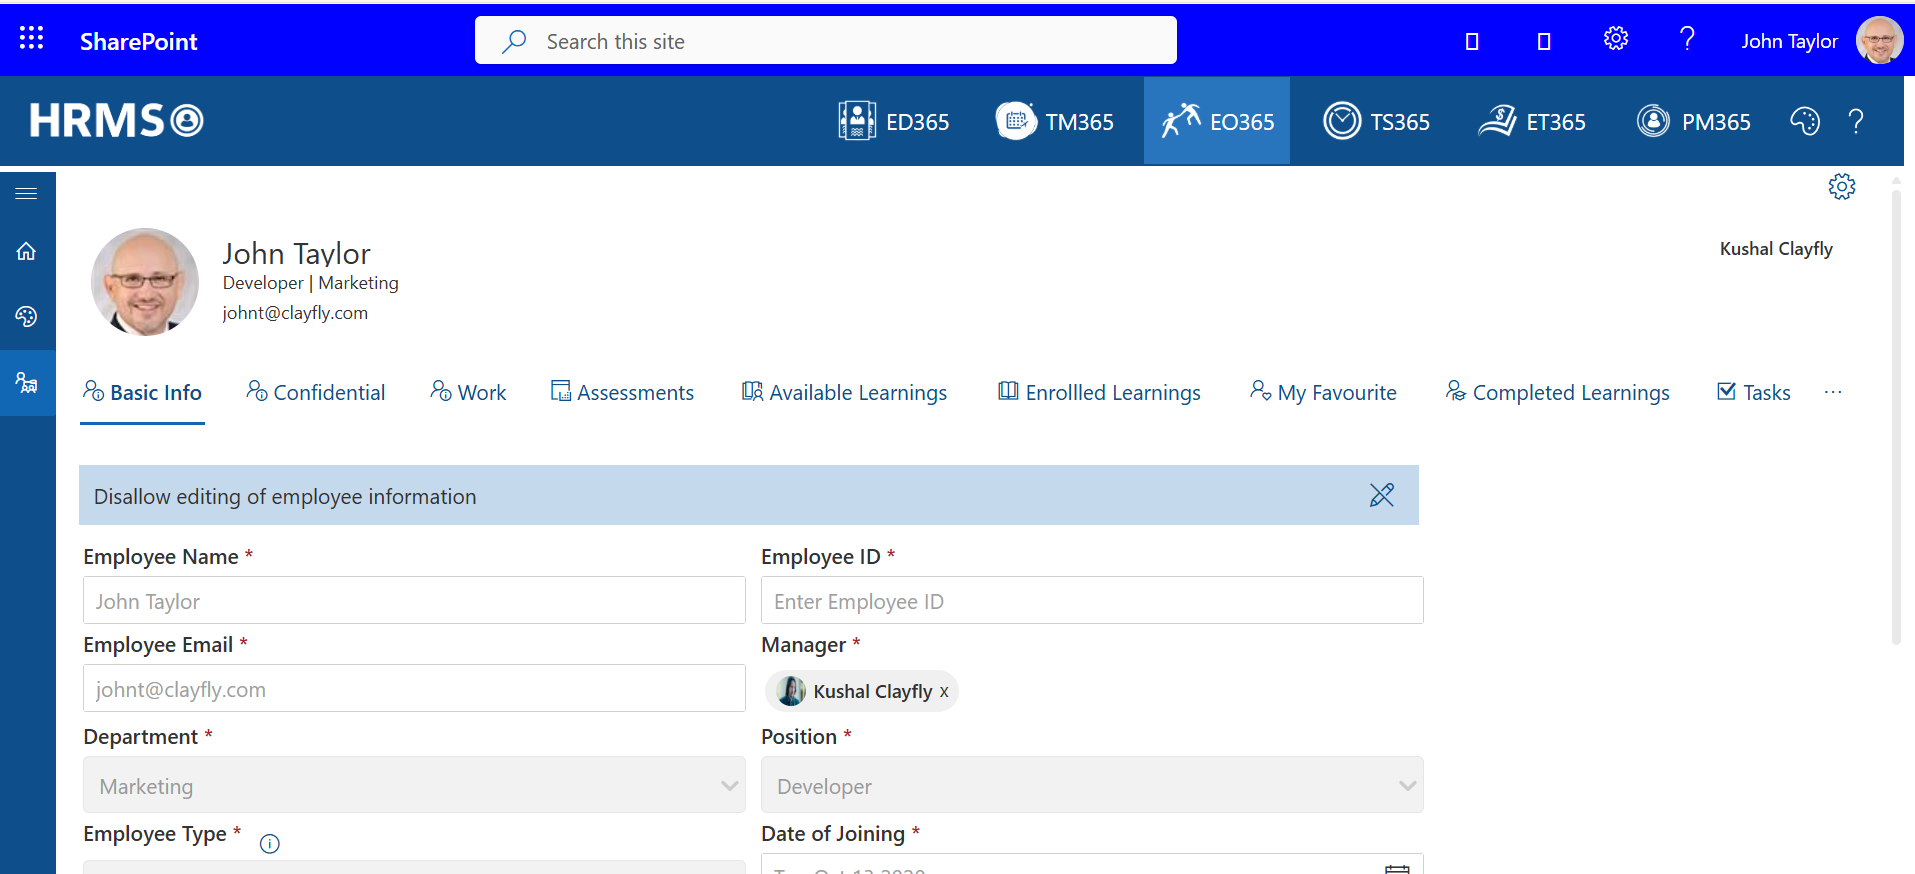 SharePoint
Search this site
John Taylor
HRMS
ED365
TM365
EO365
TS365
ET365
PM365
John Taylor
Developer | Marketing
johnt@clayfly.com
Kushal Clayfly
Basic Info
Confidential
Work
Assessments
Available Learnings
Enrollled Learnings
My Favourite
Completed Learnings
Tasks
...
Disallow editing of employee information
Employee Name *
Employee ID *
John Taylor
Enter Employee ID
Employee Email *
Manager *
johnt@clayfly.com
Kushal Clayfly x
Department *
Position *
Marketing
Developer
Employee Type *
Date of Joining *